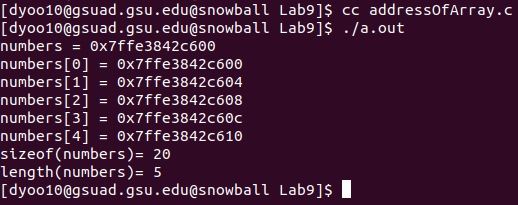 [dyoo10@gsuad.gsu.edu@snowball Lab9]$ cc addressOfArray.c
[dyoo10@gsuad.gsu.edu@snowball Lab9]$ ./a.out
numbers = 0x7ffe3842c600
numbers[0] = 0x7ffe3842c600
numbers[1] = 0x7ffe3842c604
numbers[2] = 0x7ffe3842c608
numbers[3] = 0x7ffe3842c60c
numbers[4] = 0x7ffe3842c610
sizeof(numbers)= 20
length(numbers)= 5
[dyoo10@gsuad.gsu.edu@snowball Lab9]$